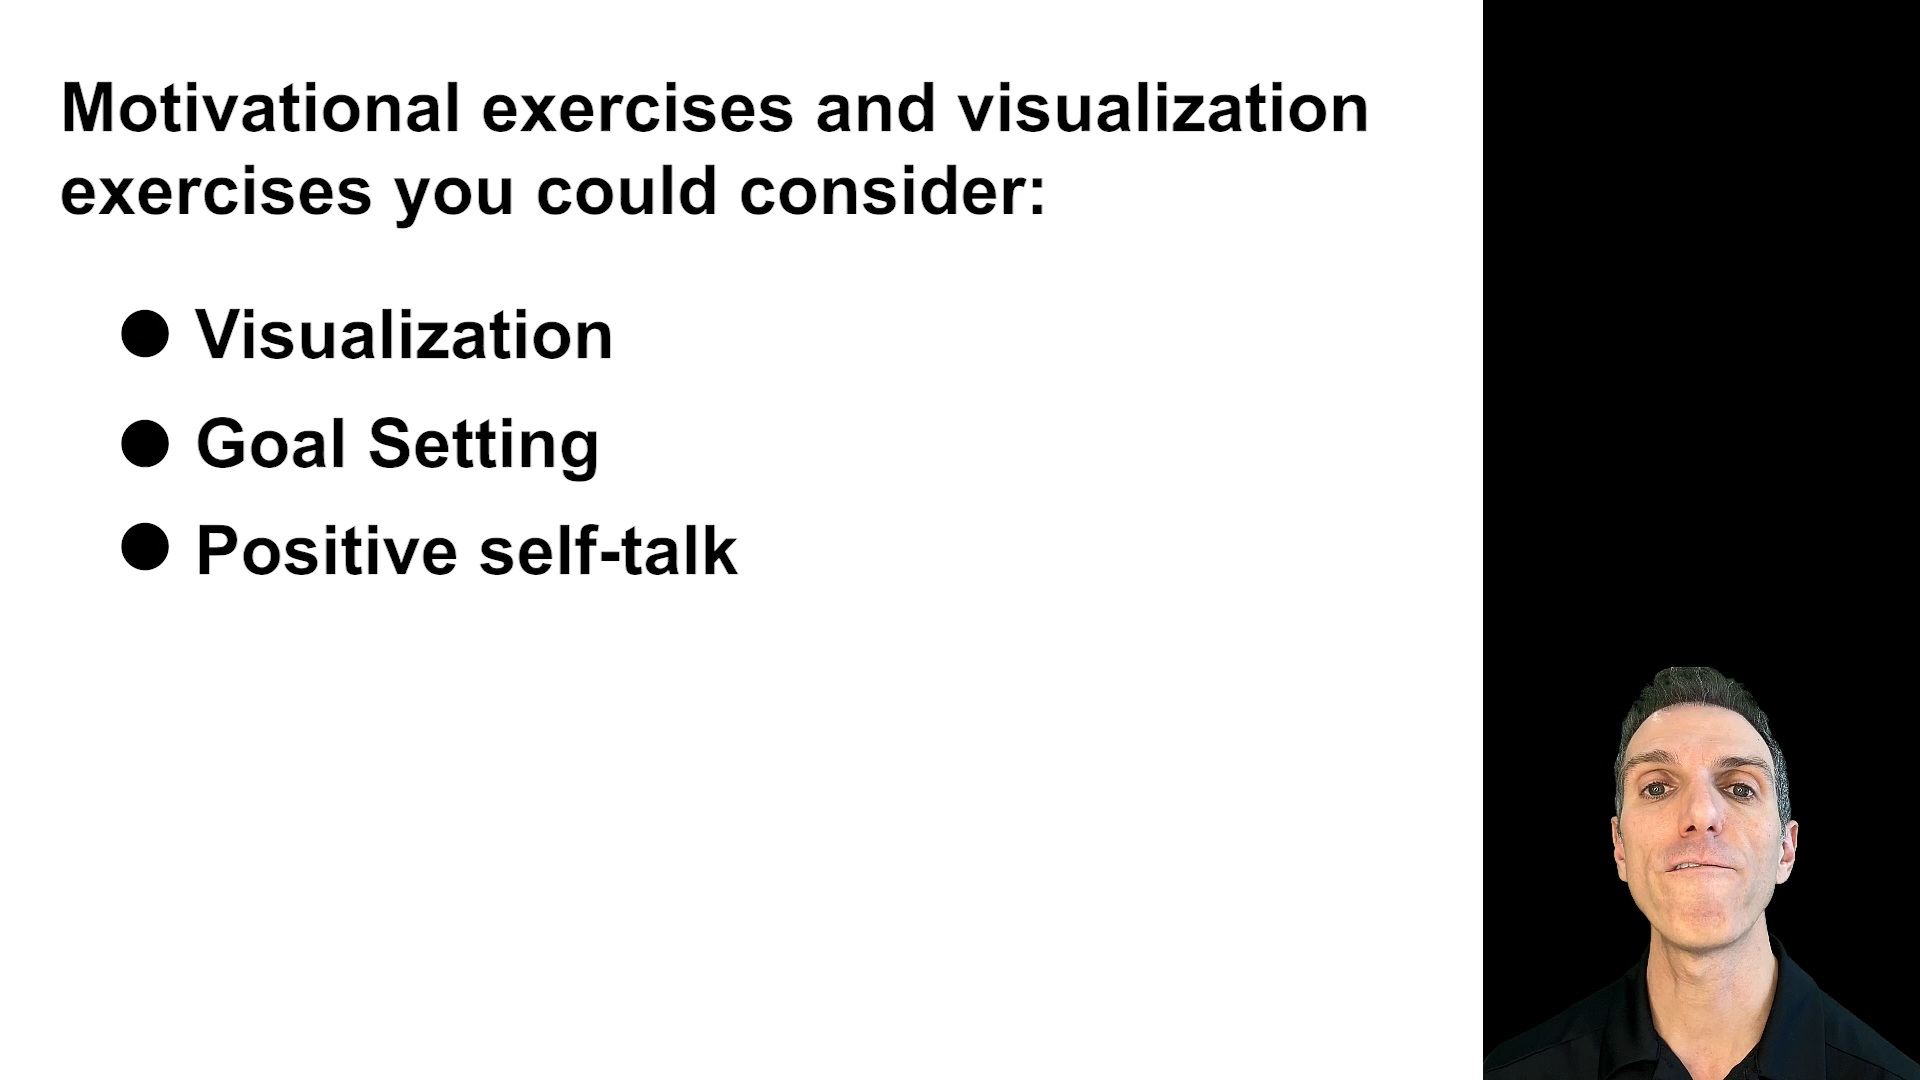 Motivational exercises and visualization
exercises you could consider:
● Visualization
● Goal Setting
● Positive self-talk